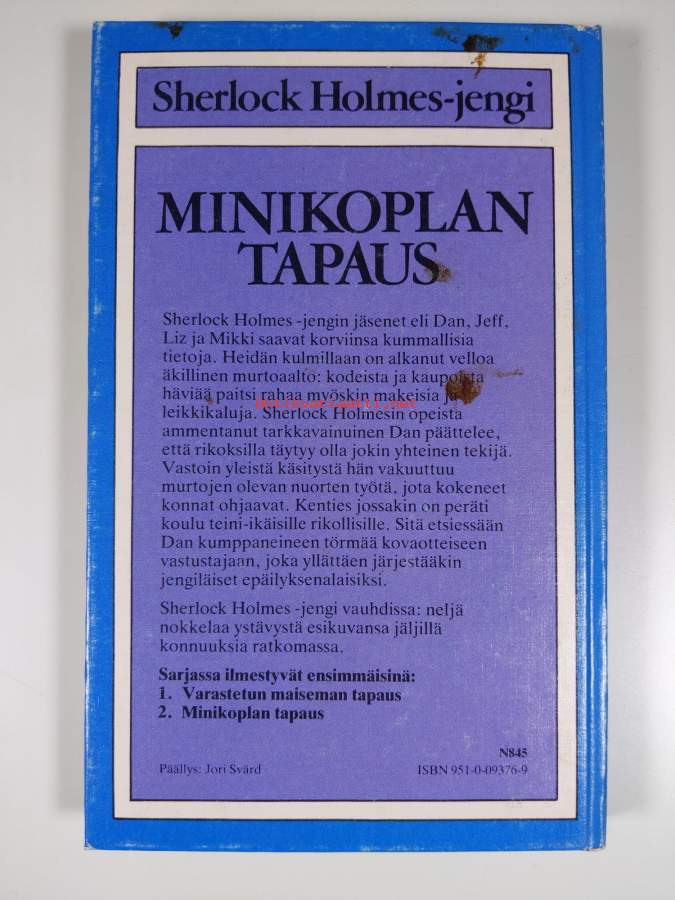 Sherlock Holmes-jengi
MINIKOPLAN
TAPAUS
Sherlock Holmes -jengin jäsenet eli Dan, Jeff,
Liz ja Mikki saavat korviinsa kummallisia
tietoja. Heidän kulmillaan on alkanut velloa
äkillinen murtoaalto: kodeista ja kaupoista
häviää paitsi rahaa myöskin makeisia ja
leikkikaluja. Sherlock Holmesin opeista
ammentanut tarkkavainuinen Dan päättelee,
että rikoksilla täytyy olla jokin yhteinen tekijä.
Vastoin yleistä käsitystä hän vakuuttuu
murtojen olevan nuorten työtä, jota kokeneet
konnat ohjaavat. Kenties jossakin on peräti
koulu teini-ikäisille rikollisille. Sitä etsiessään
Dan kumppaneineen törmää kovaotteiseen
vastustajaan, joka yllättäen järjestääkin
jengiläiset epäilyksenalaisiksi.
Sherlock Holmes -jengi vauhdissa: neljä
nokkelaa ystävystä esikuvansa jäljillä
konnuuksia ratkomassa.
Sarjassa ilmestyvät ensimmäisinä:
1. Varastetun maiseman tapaus
2. Minikoplan tapaus
N845
Päällys: Jori Svärd ISBN 951-0-09376-9